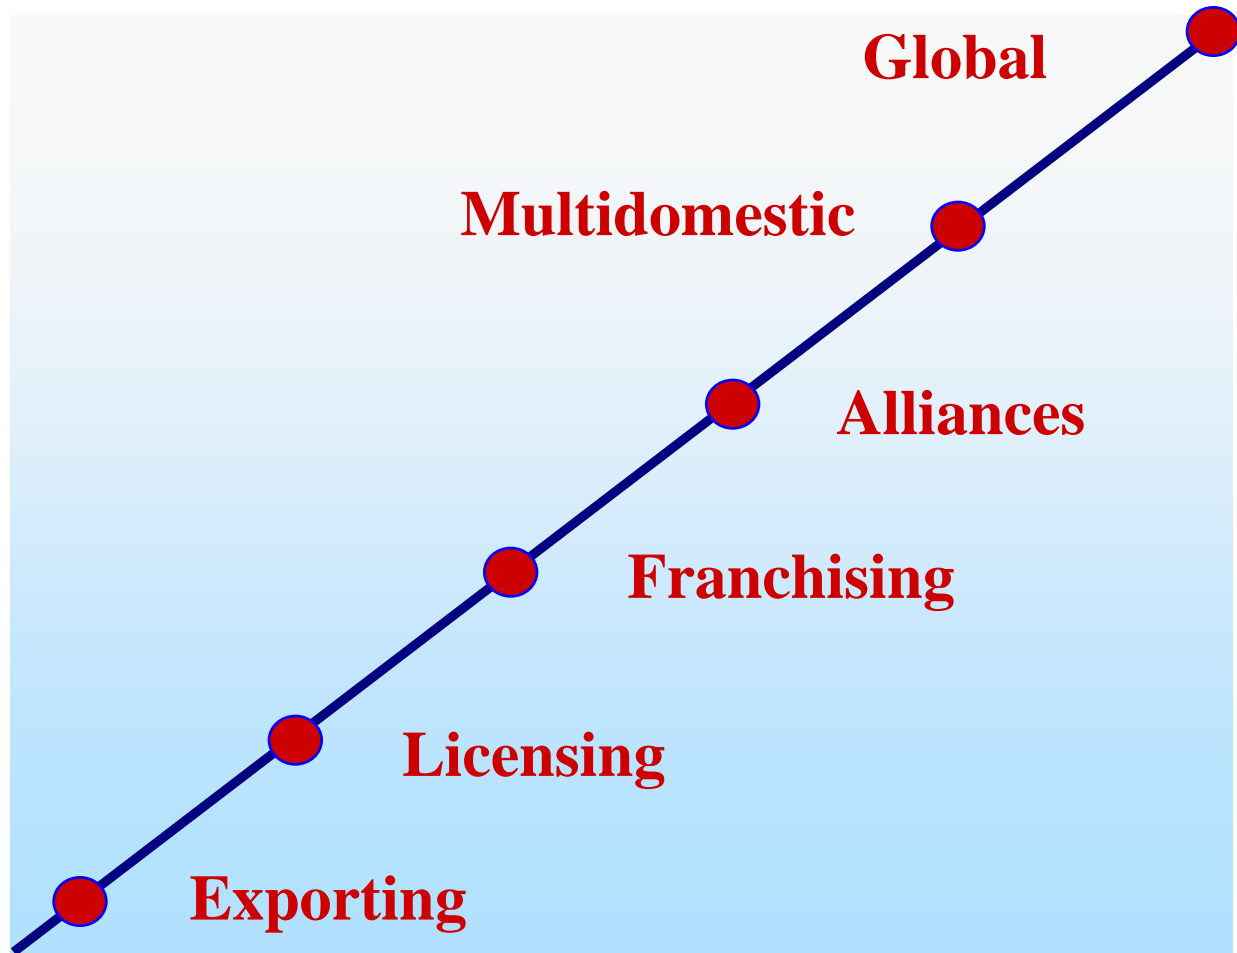 Global
Multidomestic
Alliances
Franchising
Licensing
Exporting